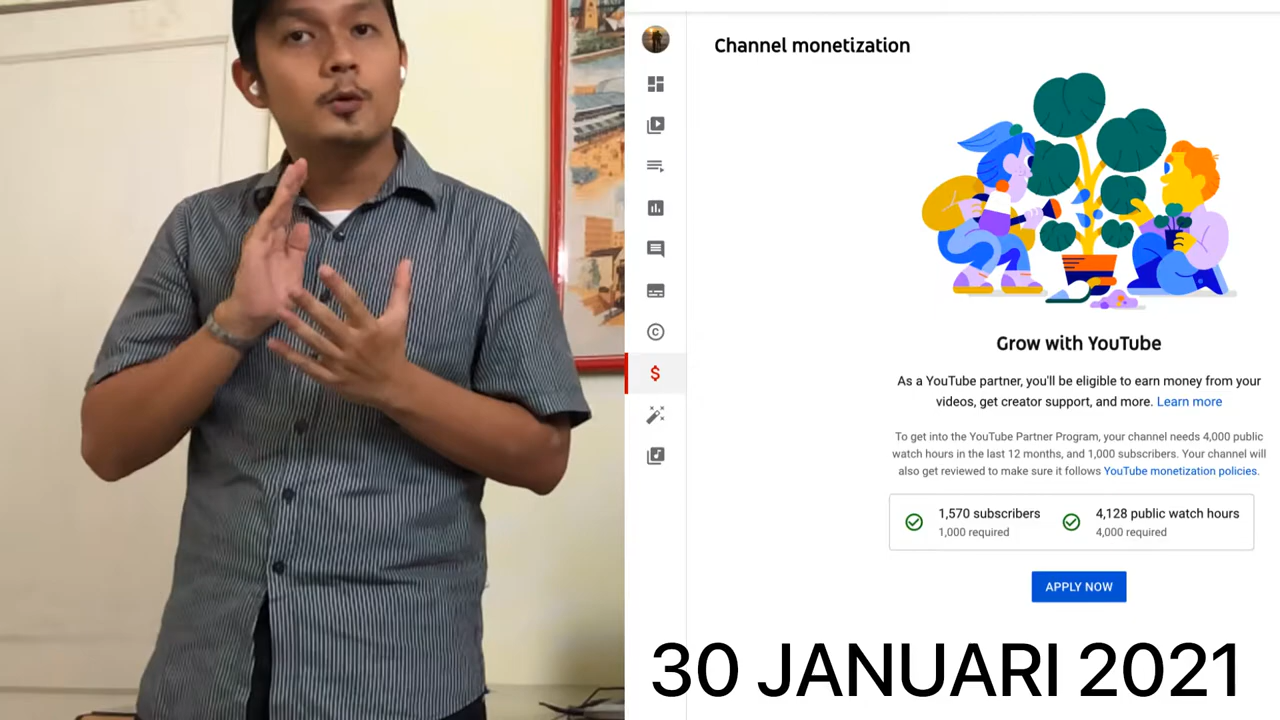 Channel monetization
Grow with YouTube
As a YouTube partner, you'll be eligible to earn money from your
videos, get creator support, and more. Learn more
To get into the YouTube Partner Program, your channel needs 4,000 public
watch hours in the last 12 months, and 1,000 subscribers. Your channel will
also get reviewed to make sure it follows YouTube monetization policies.
1,570 subscribers
1,000 required
4,128 public watch hours
4,000 required
APPLY NOW
30 JANUARI 2021